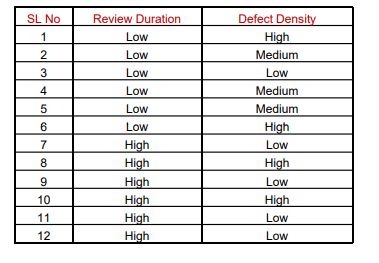 SL No Review Duration Defect Density
1 Low High
2 Low Medium
3 Low Low
4 Low Medium
5 Low Medium
6 Low High
7 High Low
8 High High
9 High Low
10 High High
11 High Low
12 High Low